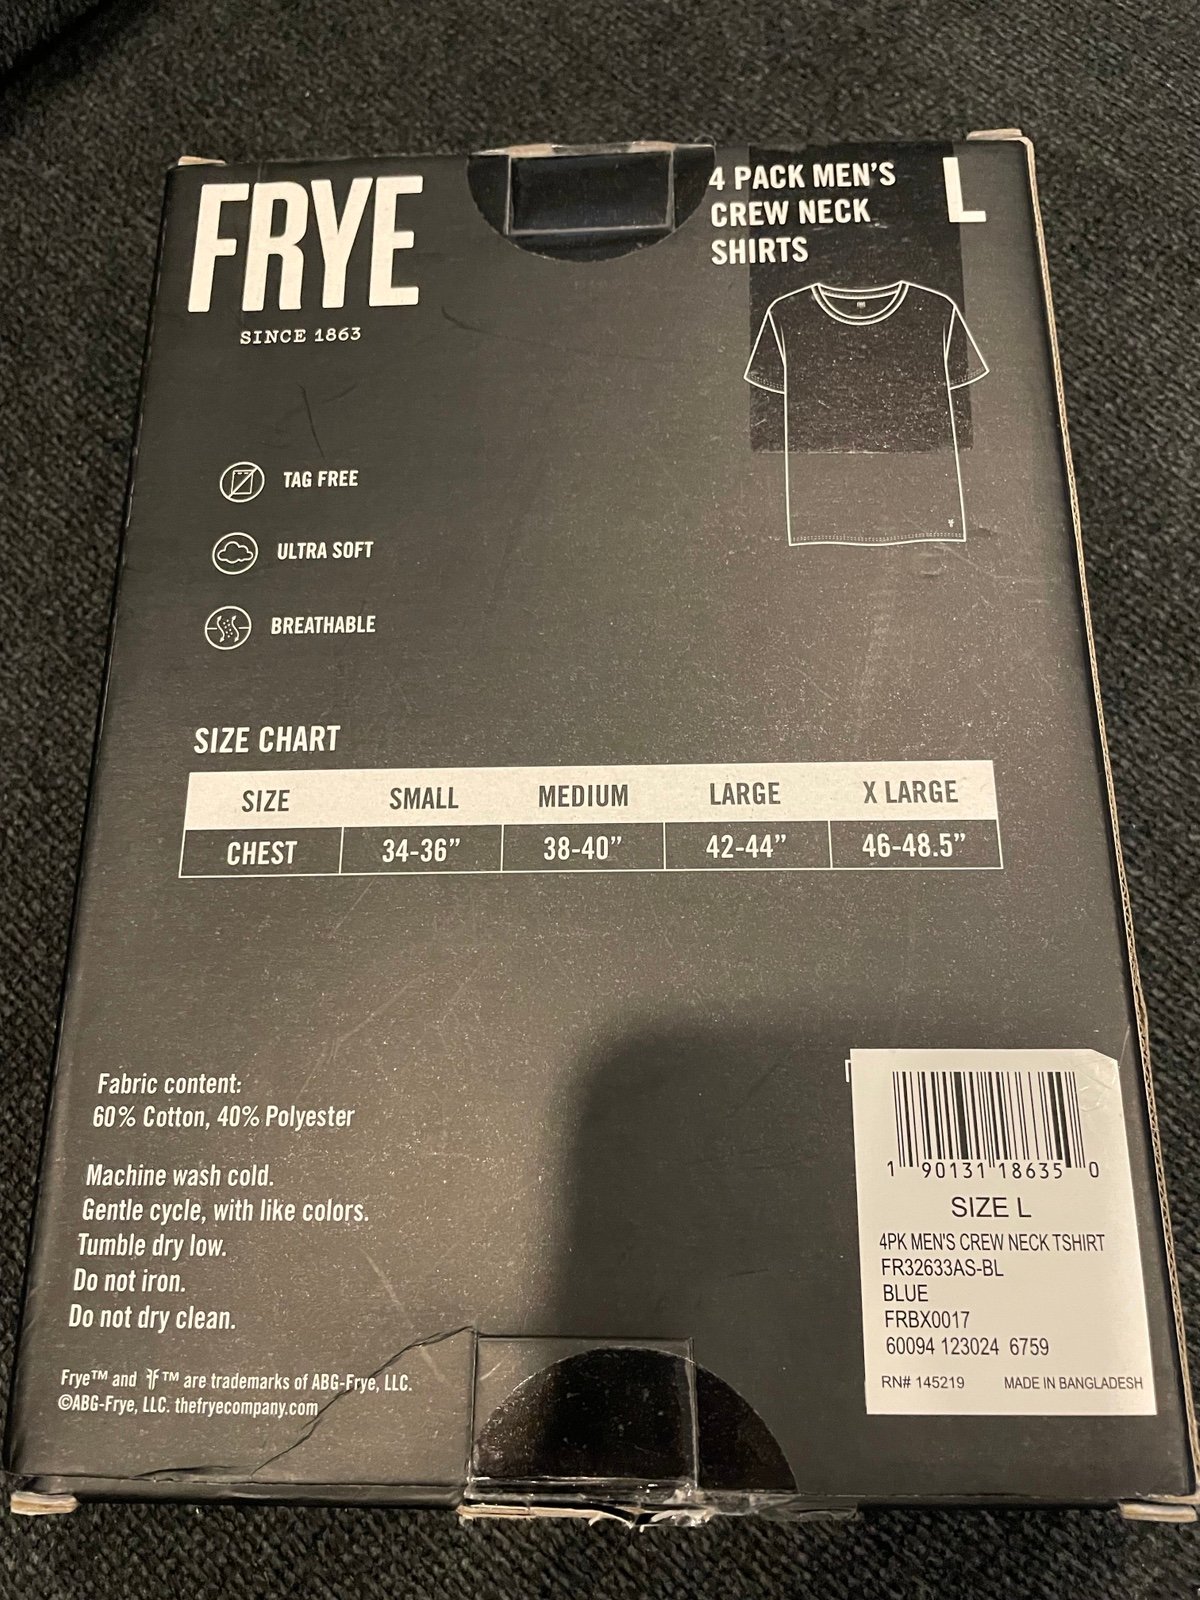 FRYE
SINCE 1863
4 PACK MEN'S
CREW NECK
SHIRTS
L
TAG FREE
ULTRA SOFT
BREATHABLE
SIZE CHART
SIZE SMALL MEDIUM LARGE X LARGE
CHEST 34-36” 38-40” 42-44” 46-48.5”
Fabric content:
60% Cotton, 40% Polyester
Machine wash cold.
Gentle cycle, with like colors.
Tumble dry low.
Do not iron.
Do not dry clean.
Frye™ and ™ are trademarks of ABG-Frye, LLC.
©ABG-Frye, LLC. thefryecompany.com
1 90131 18635 0
SIZE L
4PK MEN'S CREW NECK TSHIRT
FR32633AS-BL
BLUE
FRBX0017
60094 123024 6759
RN# 145219 MADE IN BANGLADESH